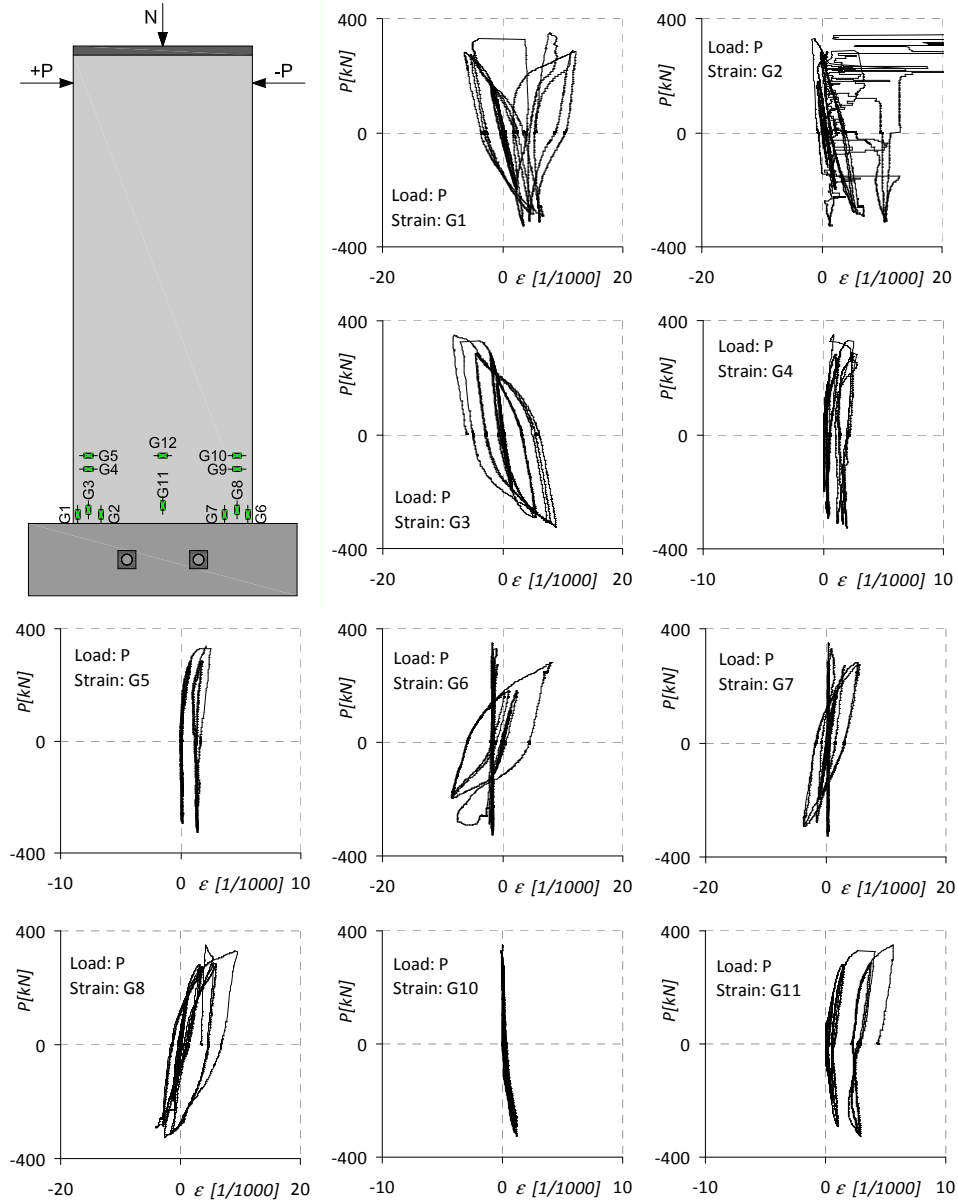 N
+P
-P
G12
G5
G10
G4
G9
G3
G11
G8
G1
G2
G7
G6
400
P[kN]
0
-400
Load: P
Strain: G1
-20
0
ε [1/1000]
20
400
P[kN]
0
-400
Load: P
Strain: G2
-20
0
ε [1/1000]
20
400
P[kN]
0
-400
Load: P
Strain: G3
-20
0
ε [1/1000]
20
400
P[kN]
0
-400
Load: P
Strain: G4
-10
0
ε [1/1000]
10
400
P[kN]
0
-400
Load: P
Strain: G5
-10
0
ε [1/1000]
10
400
P[kN]
0
-400
Load: P
Strain: G6
-20
0
ε [1/1000]
20
400
P[kN]
0
-400
Load: P
Strain: G7
-20
0
ε [1/1000]
20
400
P[kN]
0
-400
Load: P
Strain: G8
-20
0
ε [1/1000]
20
400
P[kN]
0
-400
Load: P
Strain: G10
-10
0
ε [1/1000]
10
400
P[kN]
0
-400
Load: P
Strain: G11
-10
0
ε [1/1000]
10